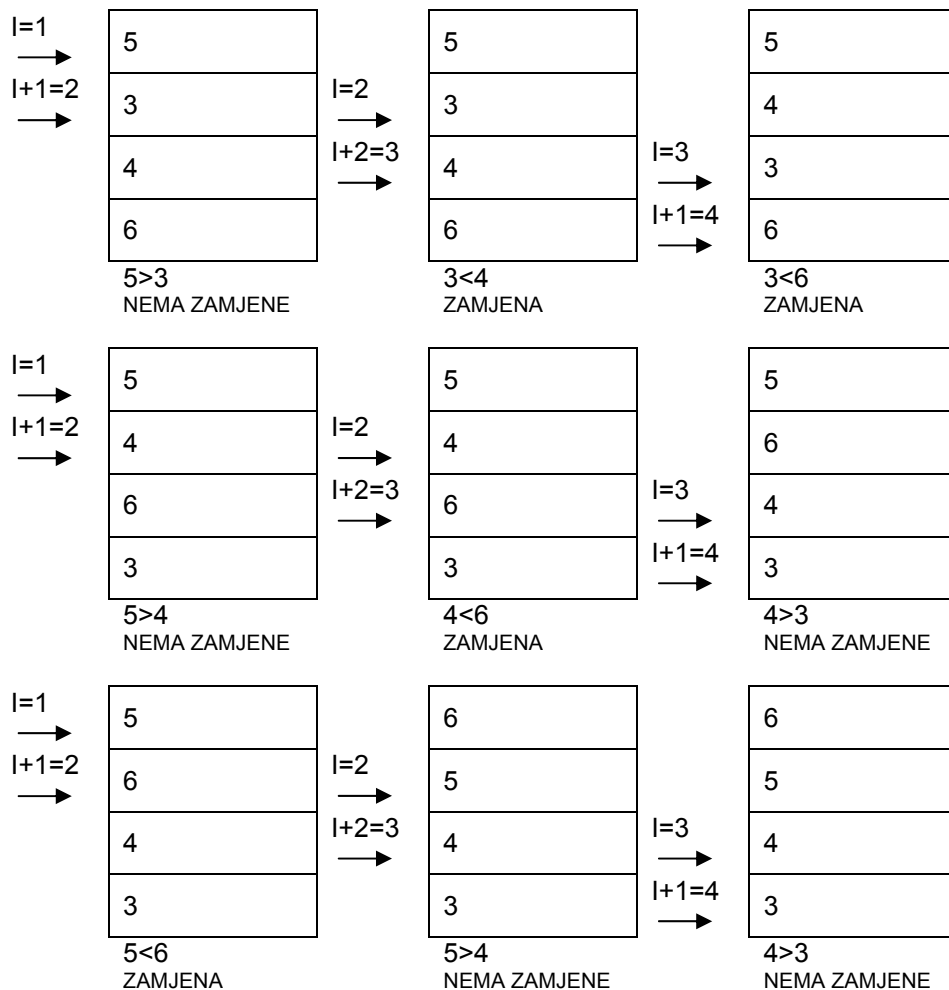 I=1
I+1=2
5
3
4
6
5>3
NEMA ZAMJENE
I=2
I+2=3
5
3
4
6
3<4
ZAMJENA
I=3
I+1=4
5
4
3
6
3<6
ZAMJENA
I=1
I+1=2
5
4
6
3
5>4
NEMA ZAMJENE
I=2
I+2=3
5
4
6
3
4<6
ZAMJENA
I=3
I+1=4
5
6
4
3
4>3
NEMA ZAMJENE
I=1
I+1=2
5
6
4
3
5<6
ZAMJENA
I=2
I+2=3
6
5
4
3
5>4
NEMA ZAMJENE
I=3
I+1=4
6
5
4
3
4>3
NEMA ZAMJENE